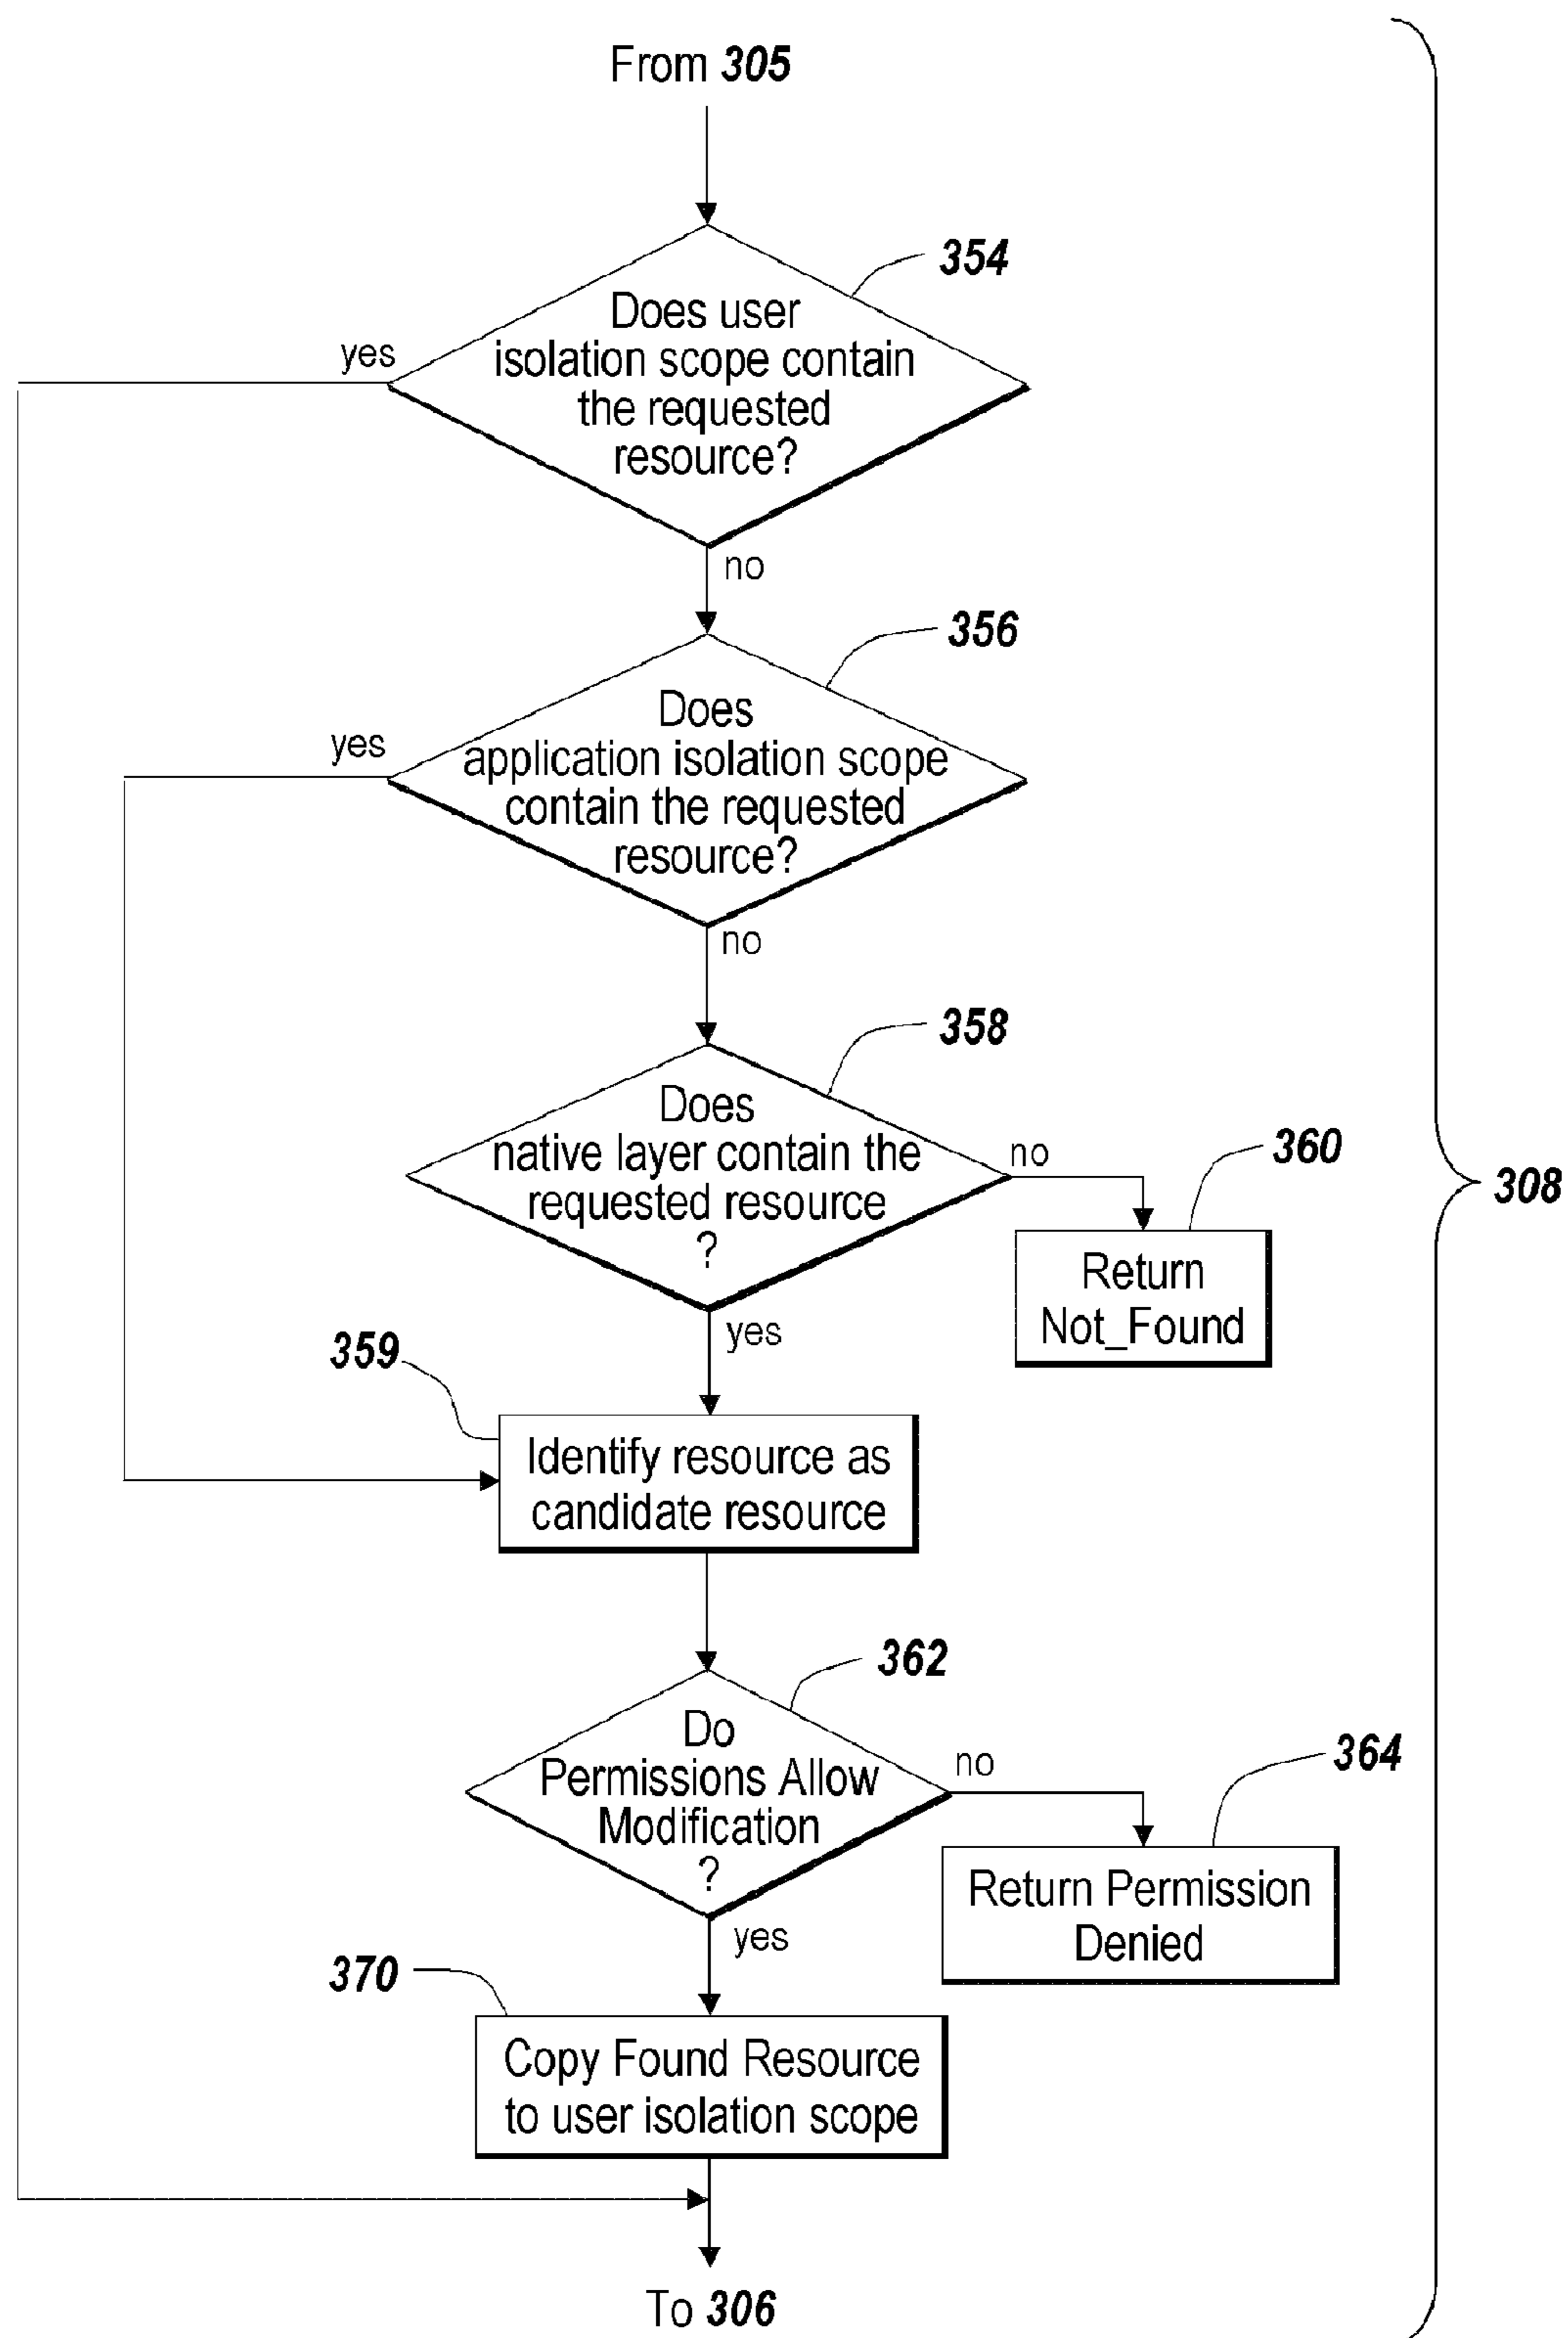 From 305
354
Does user
yes
isolation scope contain
the requested
resource?
no
356
Does
yes
application isolation scope
contain the requested
resource?
no
358
Does
native layer contain the
no
requested resource
?
360
308
Return
Not_Found
yes
359
Identify resource as
candidate resource
362
Do
Permissions Allow
no
Modification
?
364
Return Permission
Denied
yes
370
Copy Found Resource
to user isolation scope
To 306